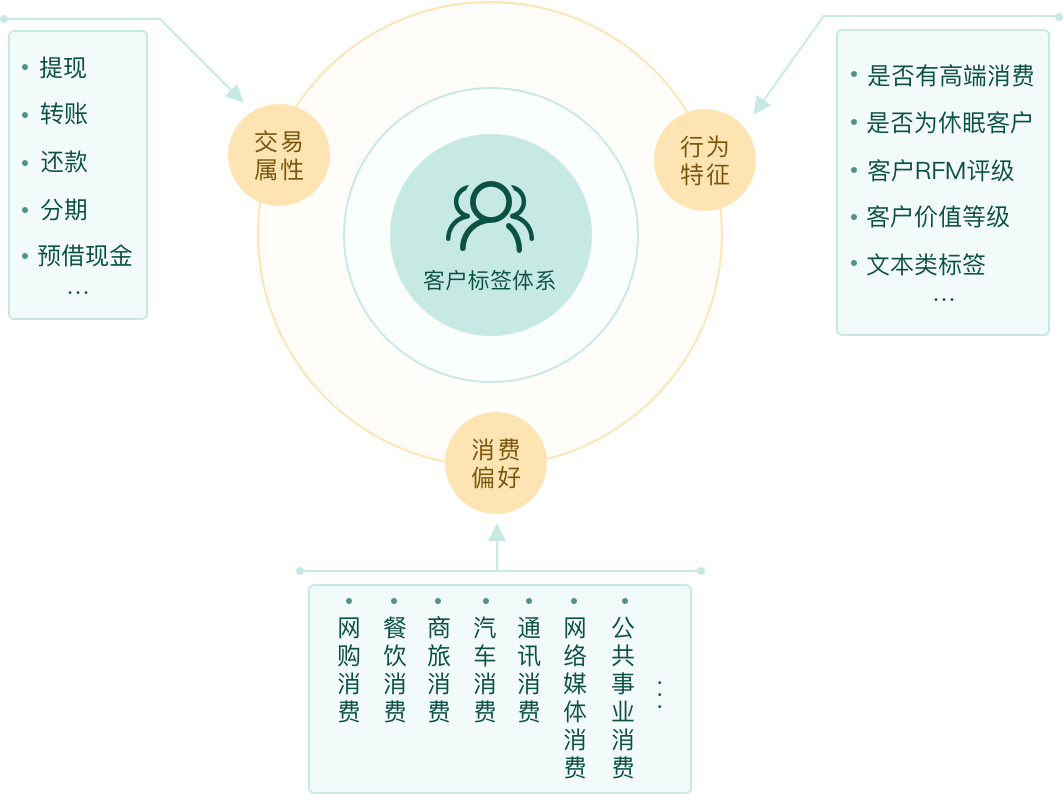 提现
转账
还款
分期
预借现金
...
交易
属性
客户标签体系
行为
特征
是否有高端消费
是否为休眠客户
客户RFM评级
客户价值等级
文本类标签
...
消费
偏好
网购消费
餐饮消费
商旅消费
汽车消费
通讯消费
网络媒体消费
公共事业消费
...